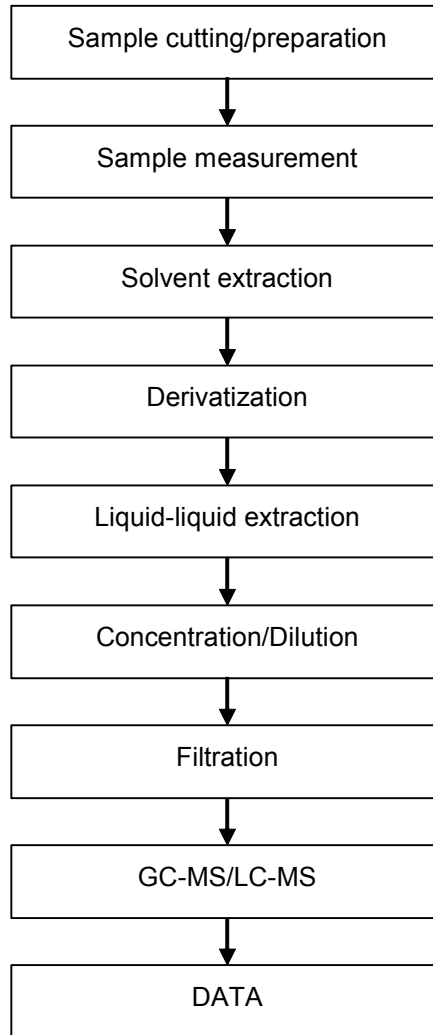 Sample cutting/preparation
Sample measurement
Solvent extraction
Derivatization
Liquid-liquid extraction
Concentration/Dilution
Filtration
GC-MS/LC-MS
DATA